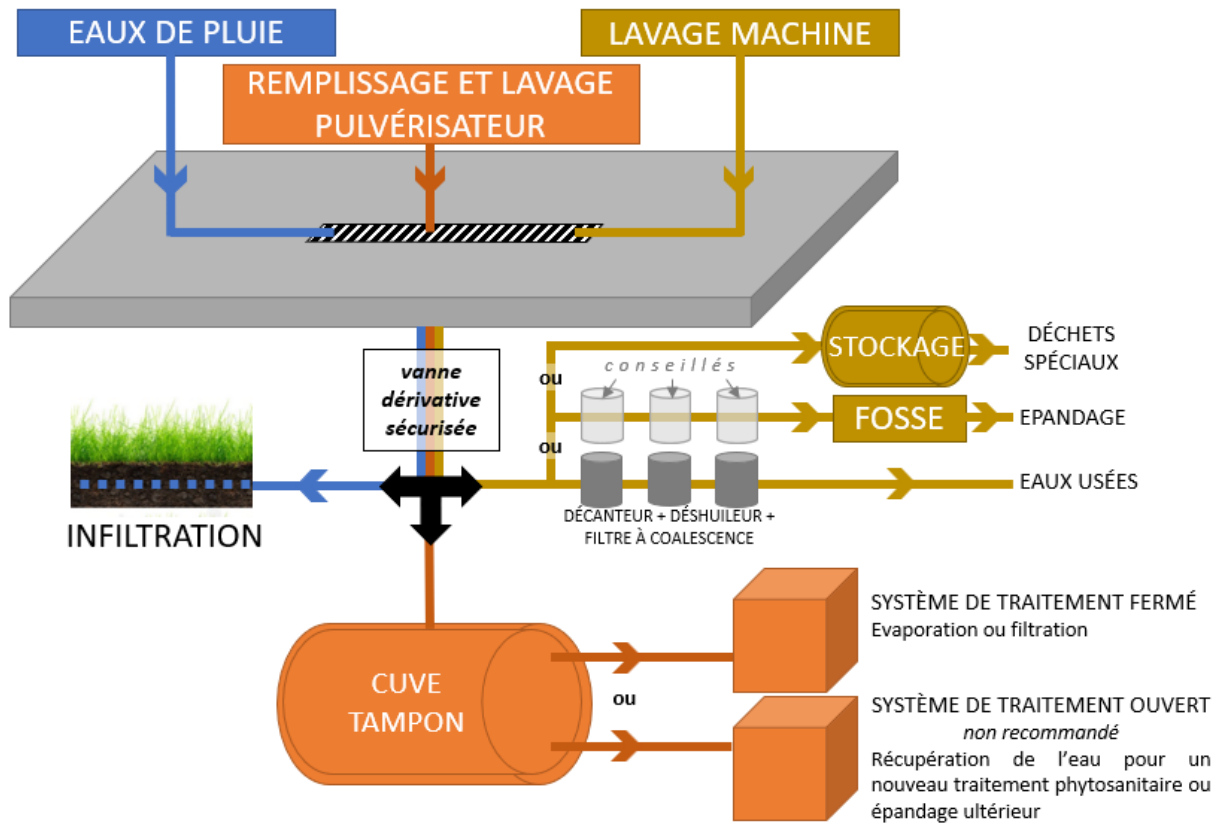 EAUX DE PLUIE
LAVAGE MACHINE
REMPLISSAGE ET LAVAGE
PULVÉRISATEUR
vanne
dérivative
sécurisée
ou
conseillés
STOCKAGE
DÉCHETS
SPÉCIAUX
FOSSE
EPANDAGE
ou
EAUX USÉES
DÉCANTEUR + DÉSHUILEUR +
FILTRE À COALESCENCE
INFILTRATION
CUVE
TAMPON
ou
SYSTÈME DE TRAITEMENT FERMÉ
Evaporation ou filtration
SYSTÈME DE TRAITEMENT OUVERT
non recommandé
Récupération de l'eau pour un
nouveau traitement phytosanitaire ou
épandage ultérieur